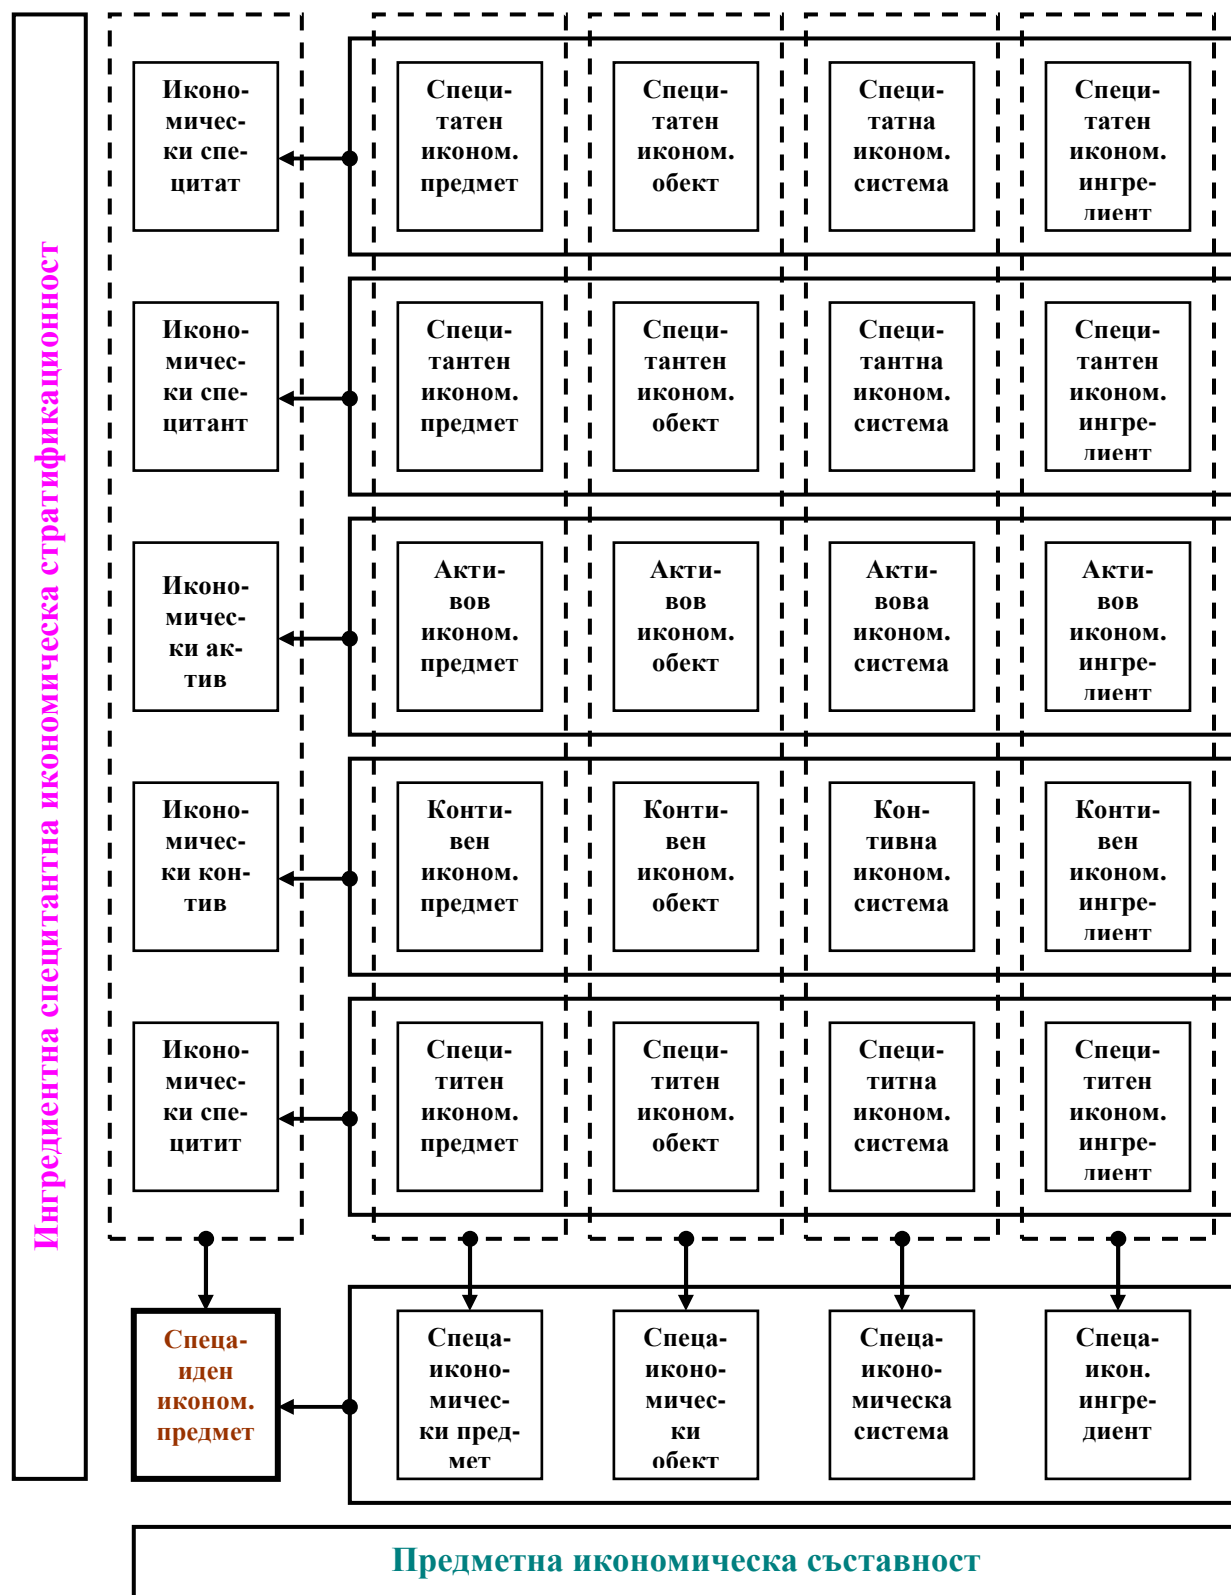 Ингредиентна специтантна икономическа стратификационност
Иконо-
мичес-
ки спе-
цитат
Специ-
татен
иконом.
предмет
Специ-
татен
иконом.
обект
Специ-
татна
иконом.
система
Специ-
татен
иконом.
ингре-
диент
Иконо-
мичес-
ки спе-
цитант
Специ-
тантен
иконом.
предмет
Специ-
тантен
иконом.
обект
Специ-
тантна
иконом.
система
Специ-
тантен
иконом.
ингре-
диент
Иконо-
мичес-
ки ак-
тив
Акти-
вов
иконом.
предмет
Акти-
вов
иконом.
обект
Акти-
вова
иконом.
система
Акти-
вов
иконом.
ингре-
диент
Иконо-
мичес-
ки кон-
тив
Конти-
вен
иконом.
предмет
Конти-
вен
иконом.
обект
Кон-
тивна
иконом.
система
Конти-
вен
иконом.
ингре-
диент
Иконо-
мичес-
ки спе-
цитит
Специ-
титен
иконом.
предмет
Специ-
титен
иконом.
обект
Специ-
титна
иконом.
система
Специ-
титен
иконом.
ингре-
диент
Спеца-
иден
иконом.
предмет
Спеца-
иконо-
мичес-
ки пред-
мет
Спеца-
иконо-
мичес-
ки
обект
Спеца-
иконо-
мическа
система
Спеца-
икон.
ингре-
диент
Предметна икономическа съставност